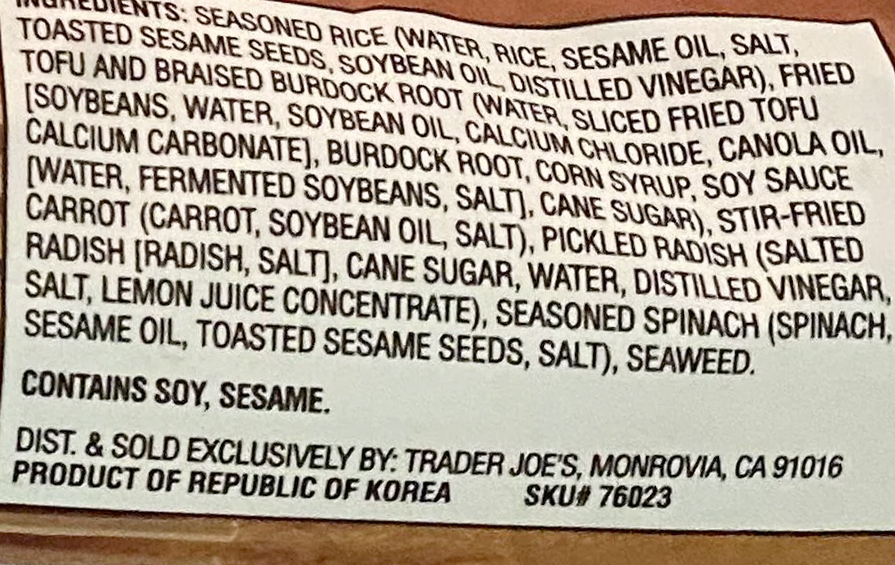 INGREDIENTS: SEASONED RICE (WATER, RICE, SESAME OIL, SALT,
TOASTED SESAME SEEDS, SOYBEAN OIL, DISTILLED VINEGAR), FRIED
TOFU AND BRAISED BURDOCK ROOT (WATER, SLICED FRIED TOFU
[SOYBEANS, WATER, SOYBEAN OIL, CALCIUM CHLORIDE, CANOLA OIL,
CALCIUM CARBONATE], BURDOCK ROOT, CORN SYRUP, SOY SAUCE
[WATER, FERMENTED SOYBEANS, SALT], CANE SUGAR), STIR-FRIED
CARROT (CARROT, SOYBEAN OIL, SALT), PICKLED RADISH (SALTED
RADISH [RADISH, SALT], CANE SUGAR, WATER, DISTILLED VINEGAR,
SALT, LEMON JUICE CONCENTRATE), SEASONED SPINACH (SPINACH,
SESAME OIL, TOASTED SESAME SEEDS, SALT), SEAWEED.
CONTAINS SOY, SESAME.
DIST. & SOLD EXCLUSIVELY BY: TRADER JOE'S, MONROVIA, CA 91016
PRODUCT OF REPUBLIC OF KOREA SKU# 76023